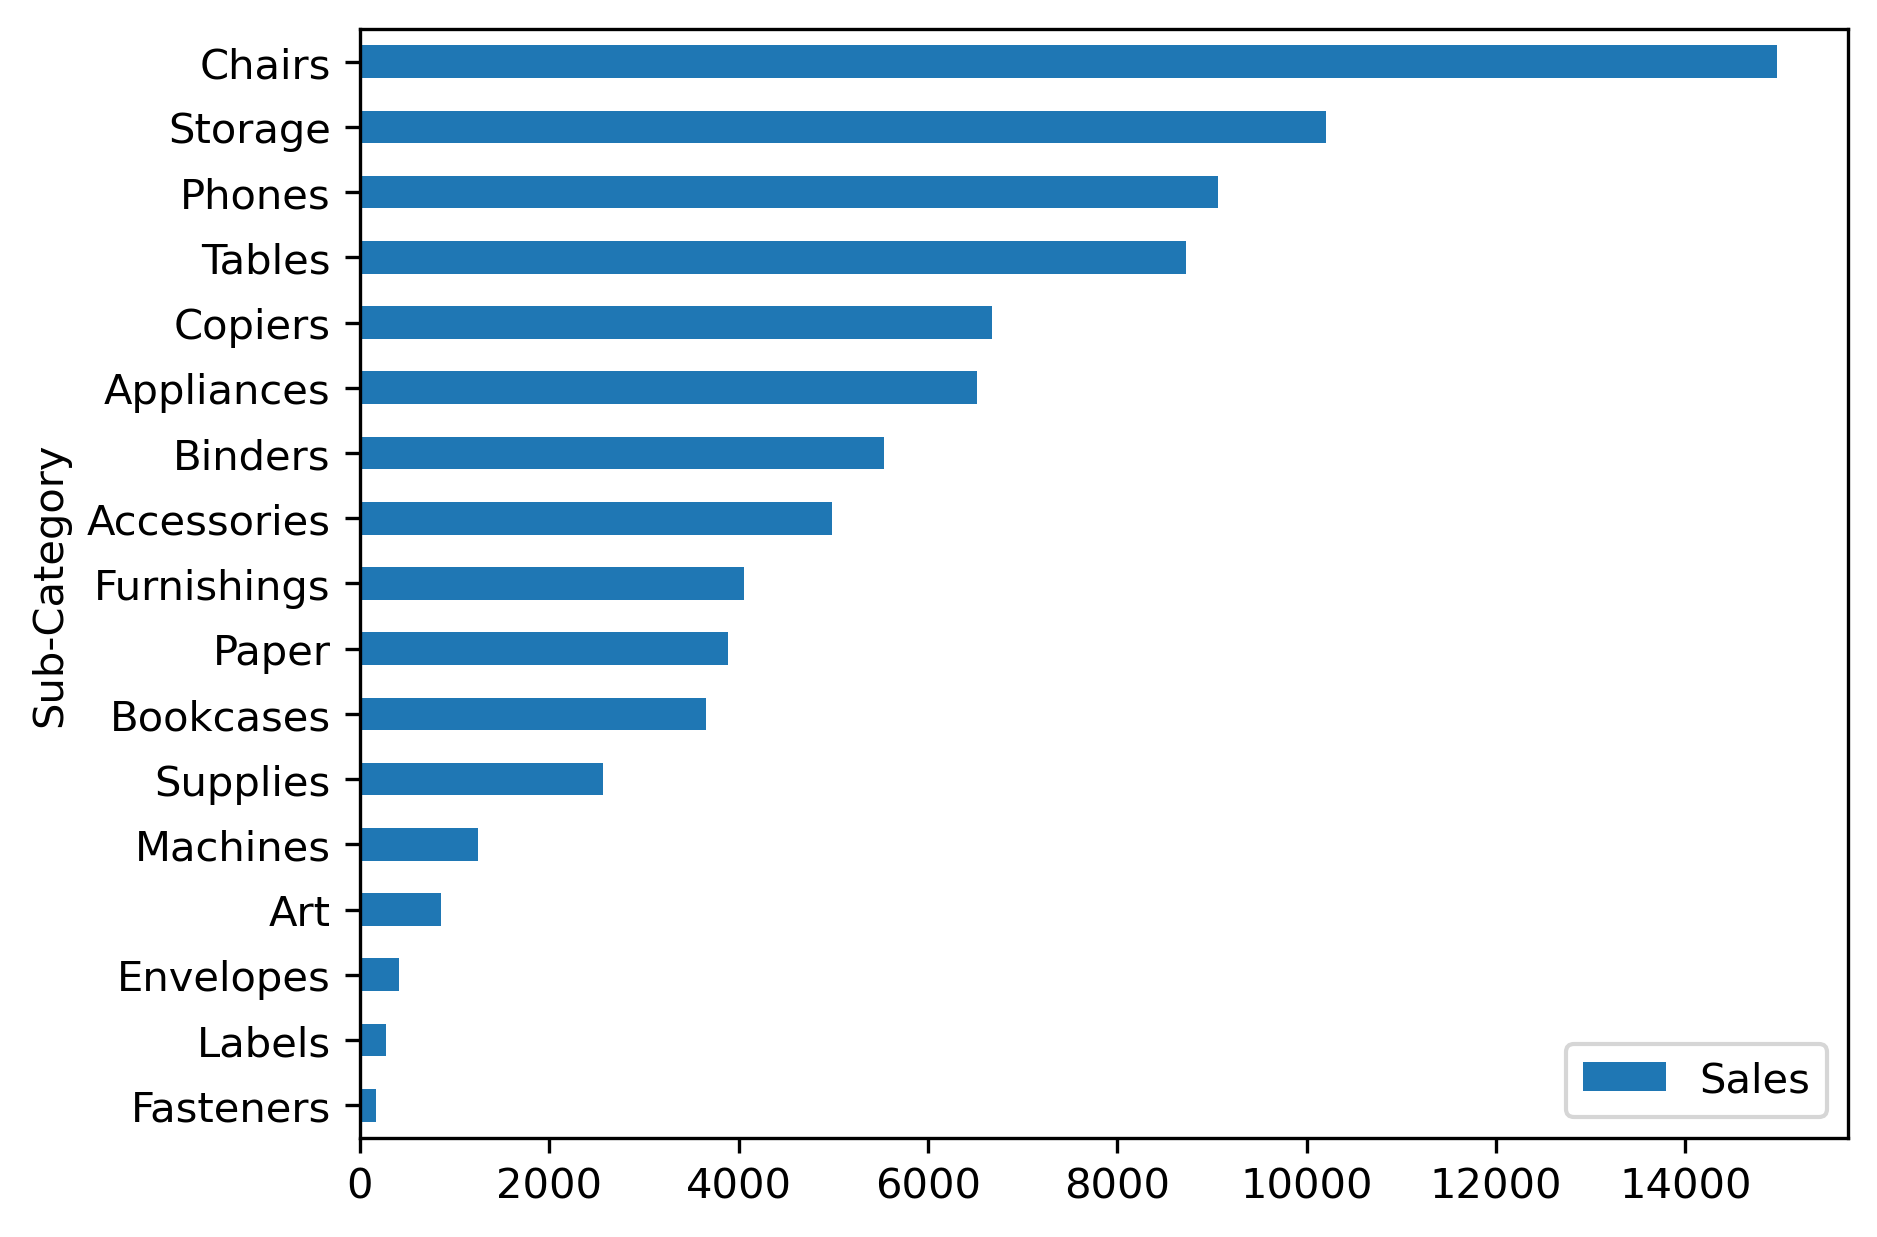 Sub-Category
Chairs
Storage
Phones
Tables
Copiers
Appliances
Binders
Accessories
Furnishings
Paper
Bookcases
Supplies
Machines
Art
Envelopes
Labels
Fasteners
Sales
0 2000 4000 6000 8000 10000 12000 14000